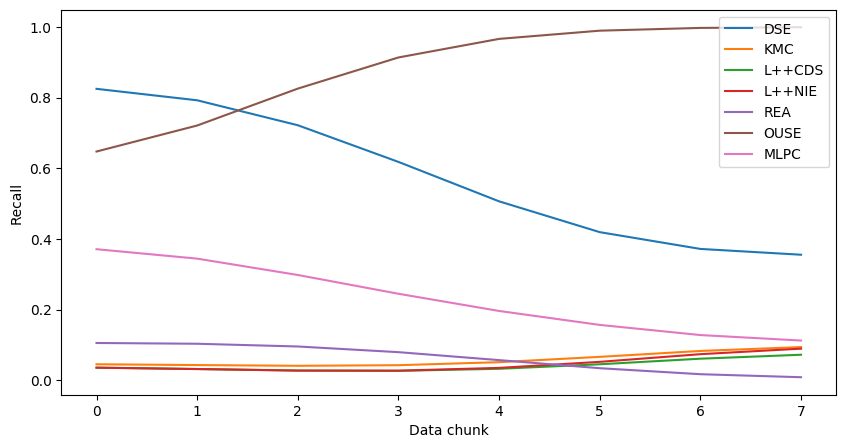 1.0
0.8
0.6
0.4
0.2
0.0
Recall
0 1 2 3 4 5 6 7
Data chunk
DSE
KMC
L++CDS
L++NIE
REA
OUSE
MLPC